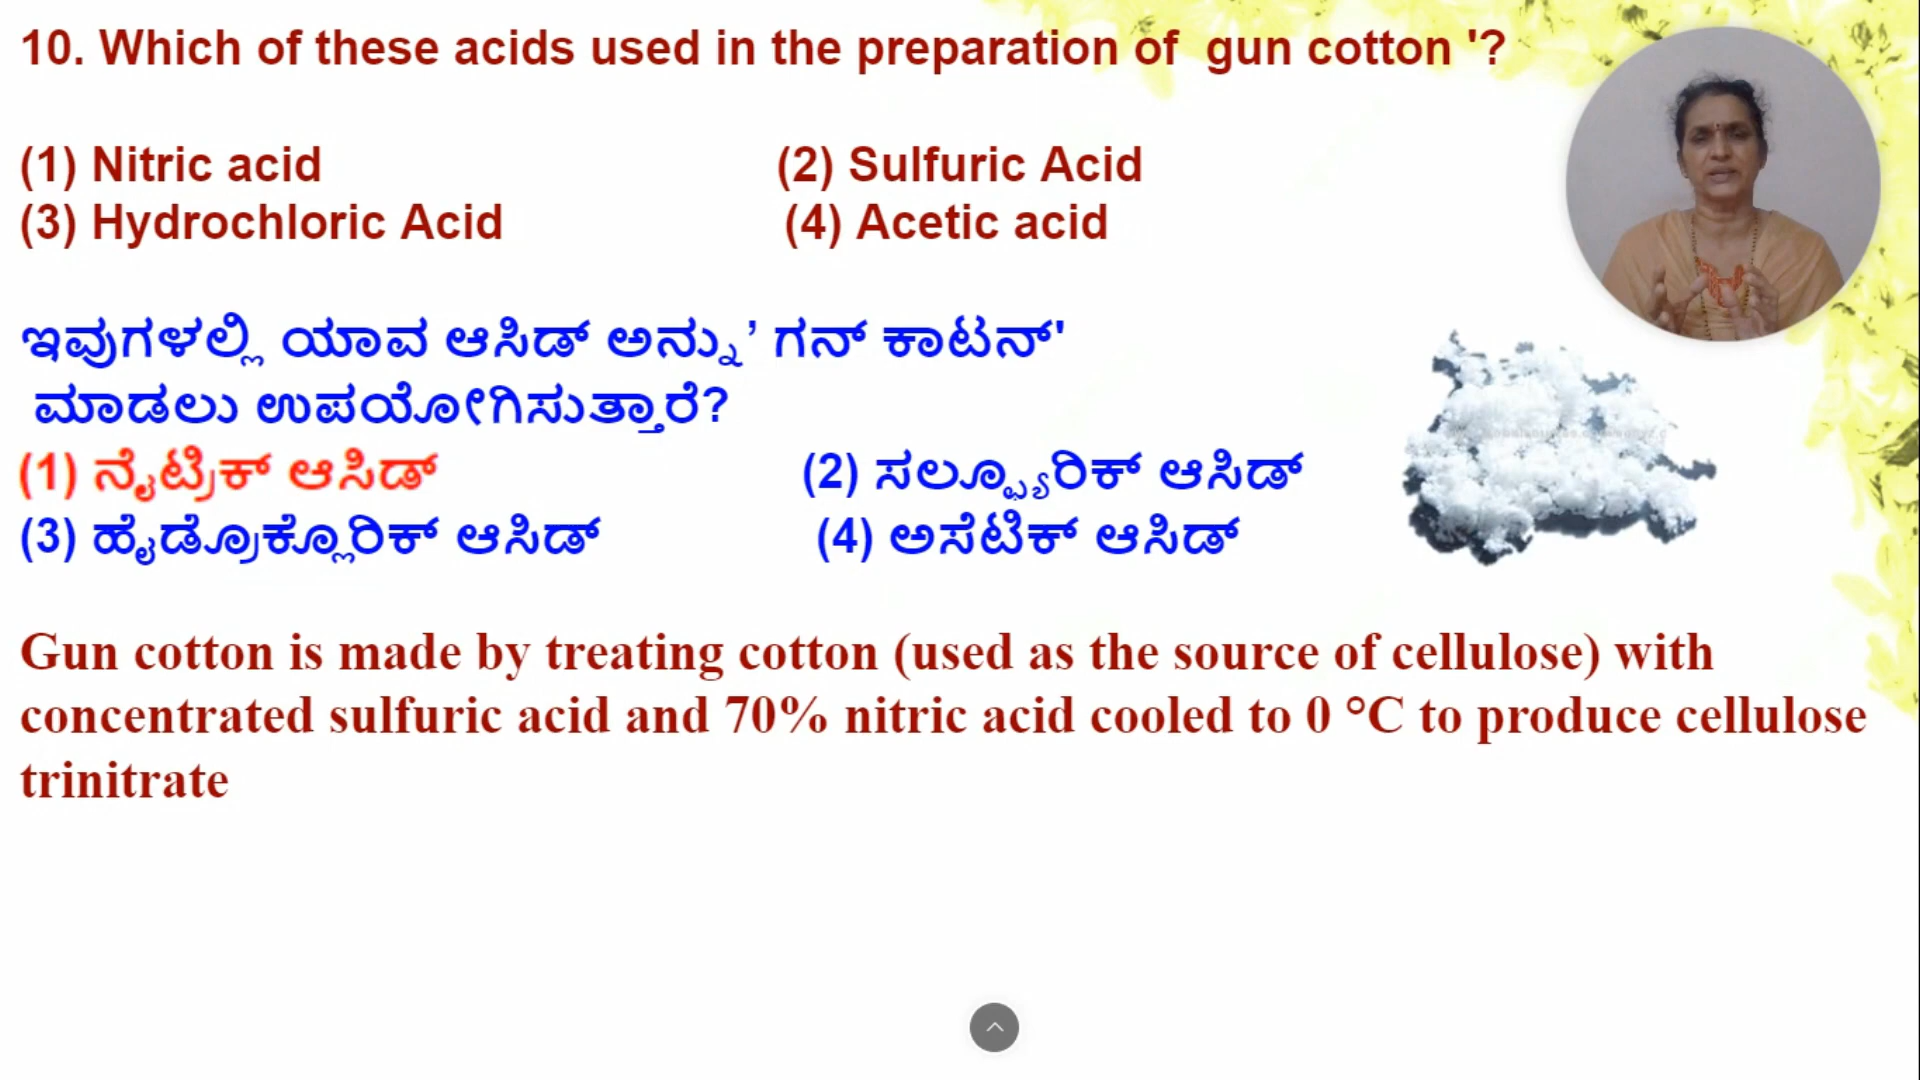 10. Which of these acids used in the preparation of gun cotton '?
(1) Nitric acid (2) Sulfuric Acid
(3) Hydrochloric Acid (4) Acetic acid
ಇವುಗಳಲ್ಲಿ ಯಾವ ಆಸಿಡ್ ಅನ್ನು ’ ಗನ್ ಕಾಟನ್'
ಮಾಡಲು ಉಪಯೋಗಿಸುತ್ತಾರೆ?
(1) ನೈಟ್ರಿಕ್ ಆಸಿಡ್ (2) ಸಲ್ಫ್ಯೂರಿಕ್ ಆಸಿಡ್
(3) ಹೈಡ್ರೊಕ್ಲೊರಿಕ್ ಆಸಿಡ್ (4) ಅಸೆಟಿಕ್ ಆಸಿಡ್
Gun cotton is made by treating cotton (used as the source of cellulose) with
concentrated sulfuric acid and 70% nitric acid cooled to 0 °C to produce cellulose
trinitrate